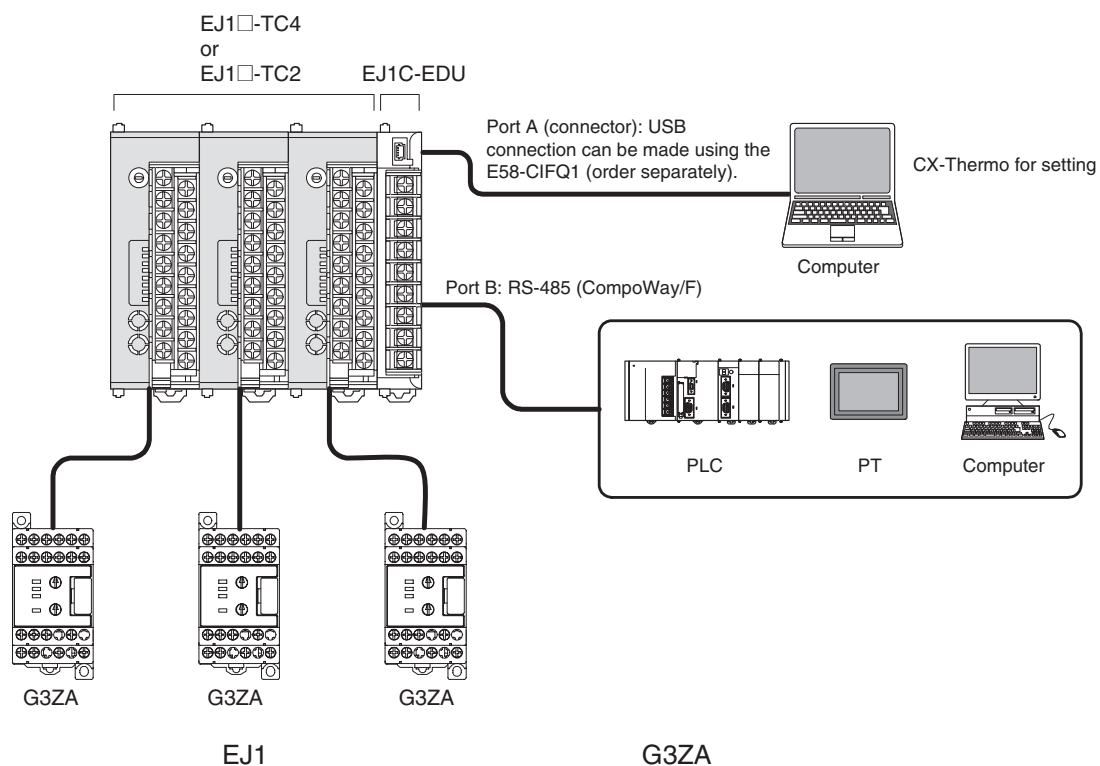 EJ1□-TC4
or
EJ1□-TC2
EJ1C-EDU
Port A (connector): USB
connection can be made using the
E58-CIFQ1 (order separately).
CX-Thermo for setting
Computer
Port B: RS-485 (CompoWay/F)
PLC
PT
Computer
G3ZA
G3ZA
G3ZA
EJ1
G3ZA